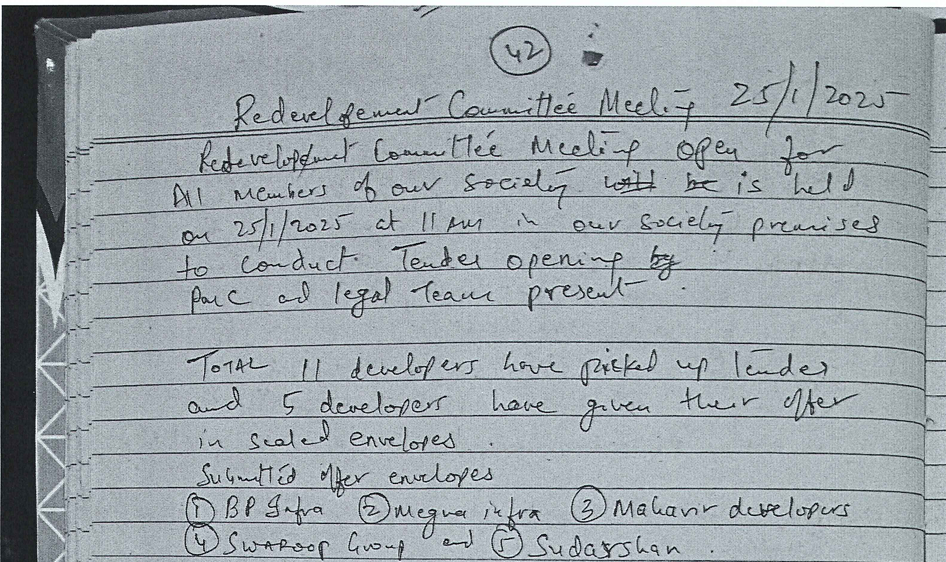 42
Redevelopement Committee Meeting 25/1/2025
Redevelopment Committee Meeting open for
All members of our society will be is held
on 25/1/2025 at 11 AM in our society premises
to conduct Tender opening by
PMC ad legal Team present.
TOTAL 11 developers have picked up tender
and 5 developers have given their offer
in sealed envelopes.
Submitted offer envelopes
① BP Infra ② Megna infra ③ Mahavir developers
④ SWAROOP Group and ⑤ Sudarshan.